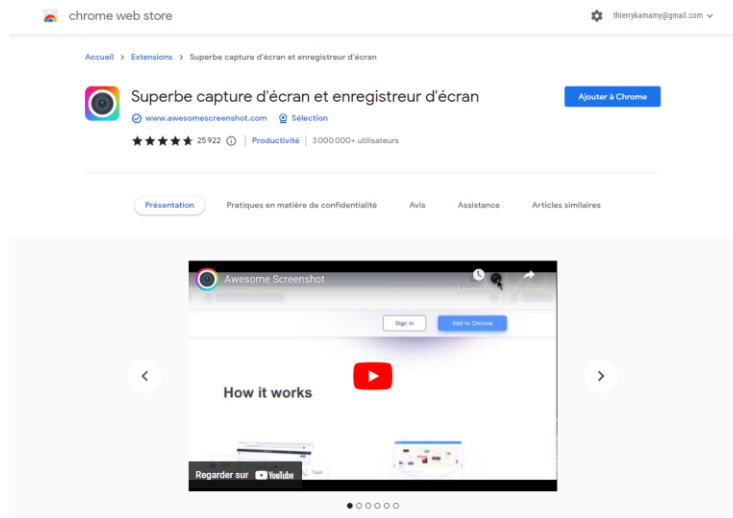 chrome web store
thierrykamamy@gmail.com
Accueil > Extensions > Superbe capture d'écran et enregistreur d'écran
Superbe capture d'écran et enregistreur d'écran
Ajouter à Chrome
www.awesomescreenshot.com Sélection
25 922 | Productivité | 3 000 000+ utilisateurs
Présentation Pratiques en matière de confidentialité Avis Assistance Articles similaires
Awesome Screenshot
Sign in Add to Chrome
How it works
Regarder sur YouTube
Text